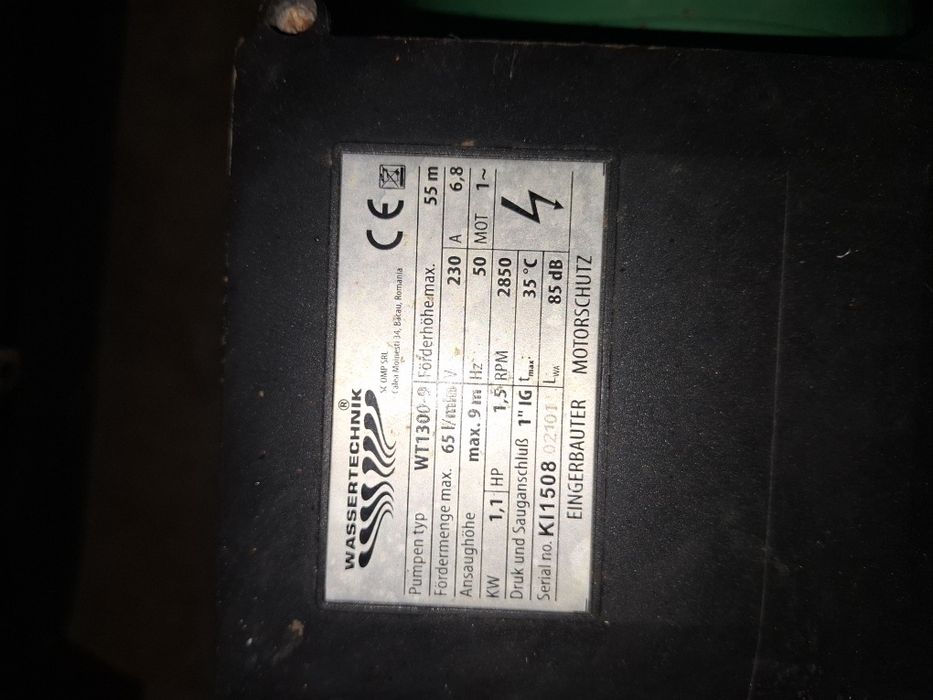 WASSERTECHNIK ®
SC OMP SRL
Calea Moinesti 34, Bacau, Romania
CE
Pumpen typ WT1300-9 Förderhöhe max. 55 m
Fördermenge max. 65 l/min V 230 A 6,8
Ansaughöhe max. 9 m Hz 50 MOT 1~
KW 1,1 HP 1,5 RPM 2850
Druk und Sauganschluß 1" IG tmax. 35 °C
Serial no. KI1508 LWA 85 dB
EINGERBAUTER MOTORSCHUTZ